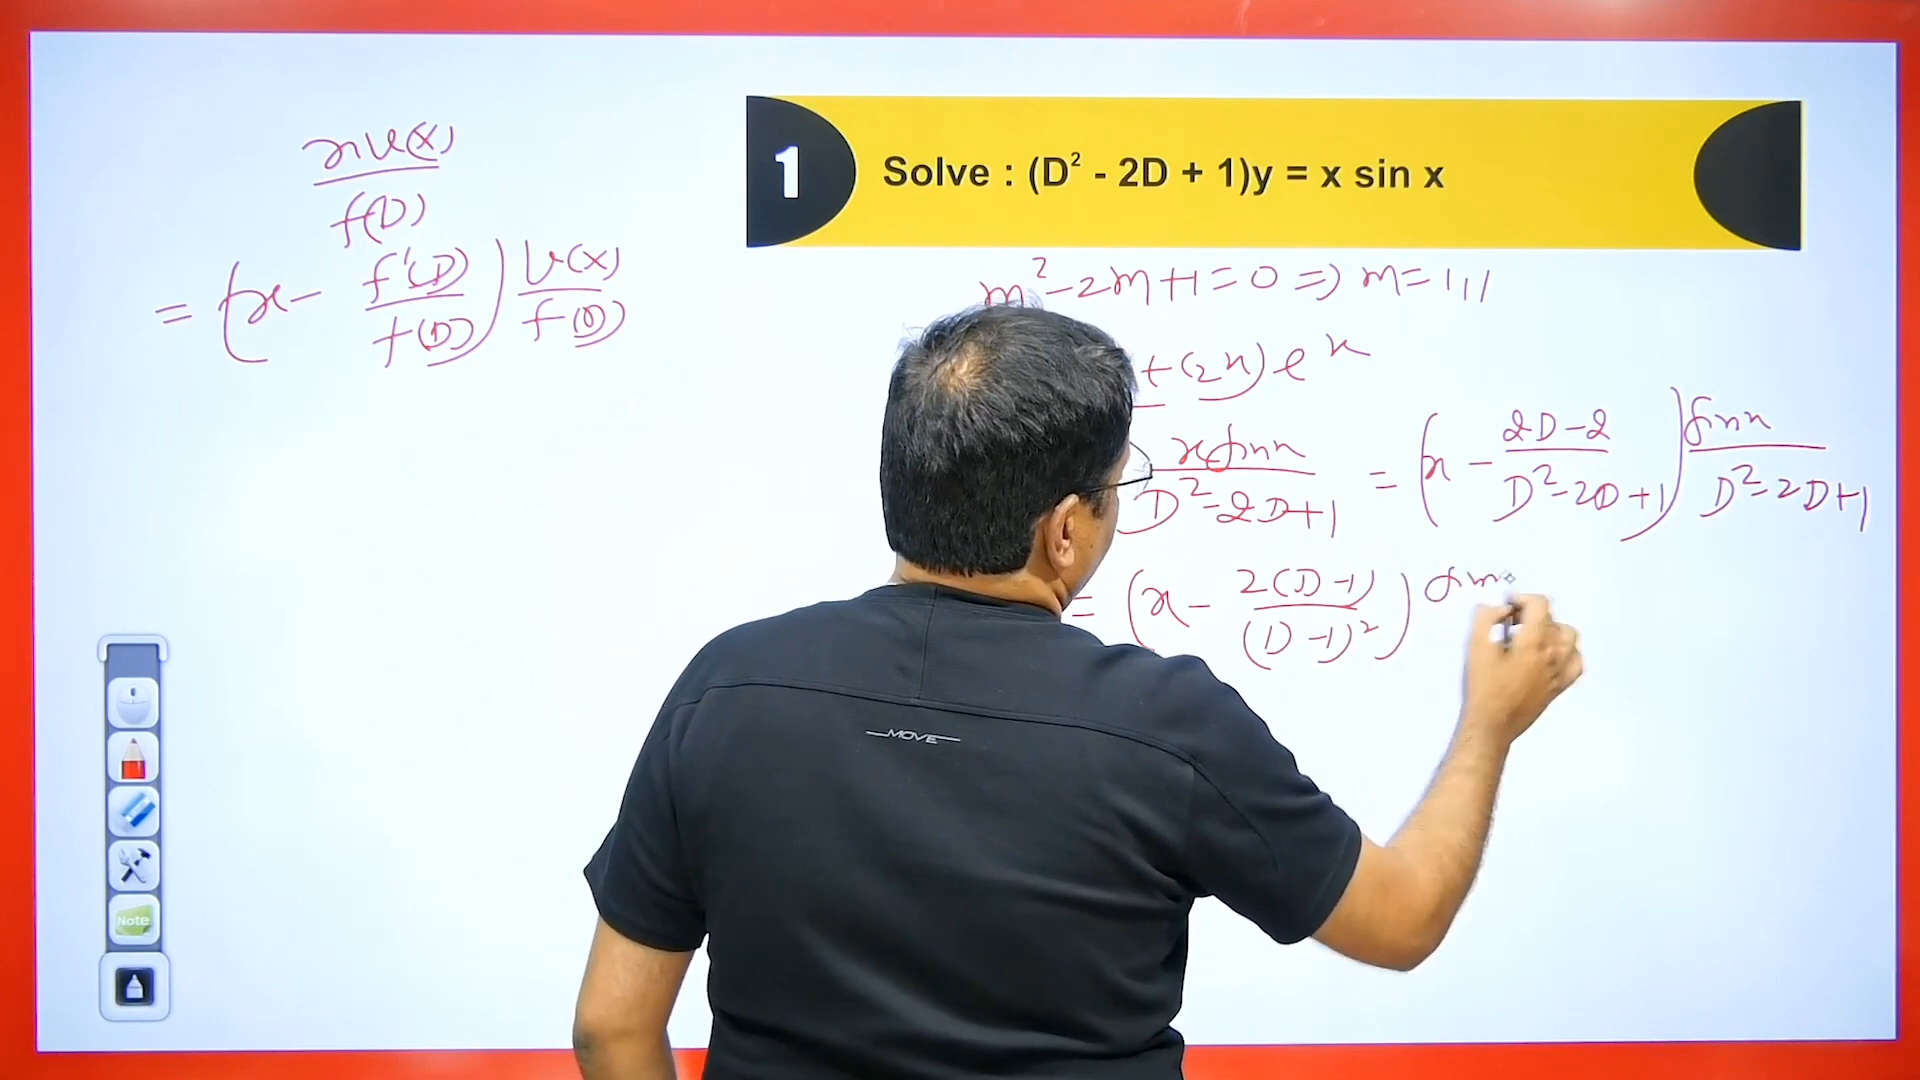 xv(x)
f(D)
= (x - f'(D)/f(D)) v(x)/f(D)
1
Solve : (D² - 2D + 1)y = x sin x
m² - 2m + 1 = 0 ⇒ m = 1, 1
+ C₂x) eˣ
x sin x / D² - 2D + 1 = (x - 2D - 2 / D² - 2D + 1) sin x / D² - 2D + 1
= (x - 2(D - 1) / (D - 1)²) sin
MOVE
Note